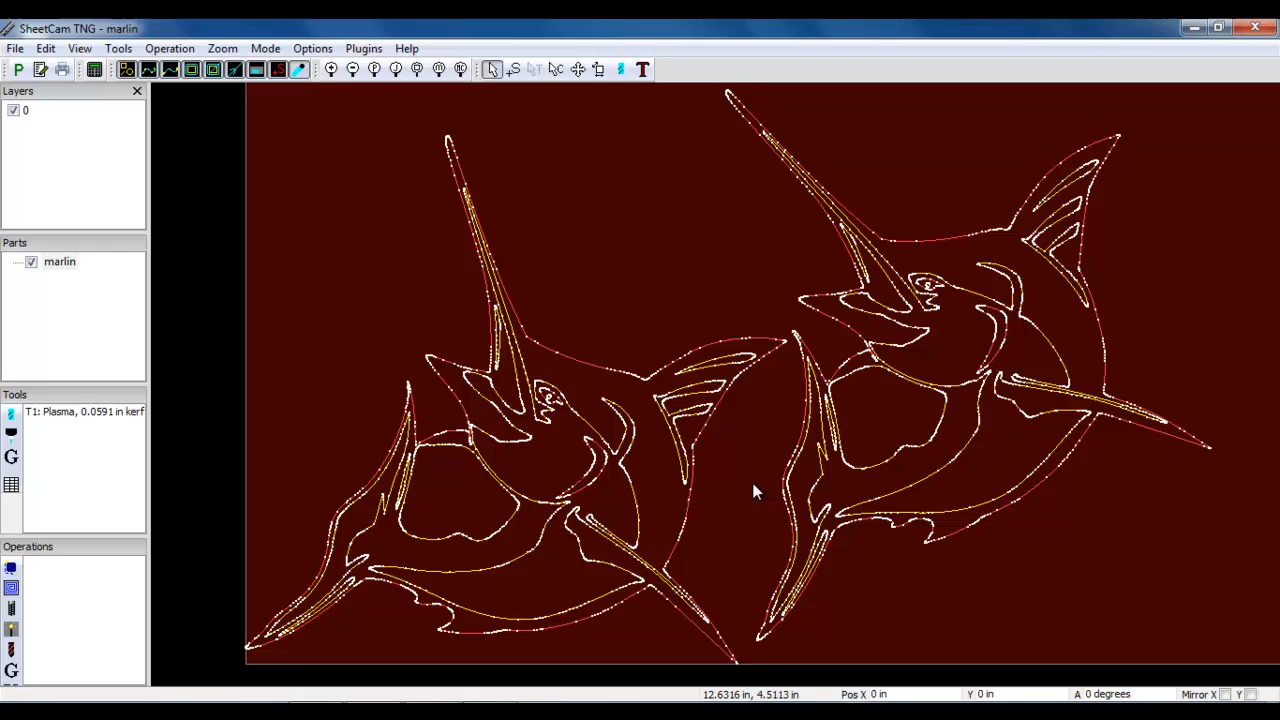 SheetCam TNG - marlin
File Edit View Tools Operation Zoom Mode Options Plugins Help
P
S T C T
Layers
0
Parts
marlin
Tools
T1: Plasma, 0.0591 in kerf
G
Operations
G
12.6316 in, 4.5113 in Pos X 0 in Y 0 in A 0 degrees Mirror X Y